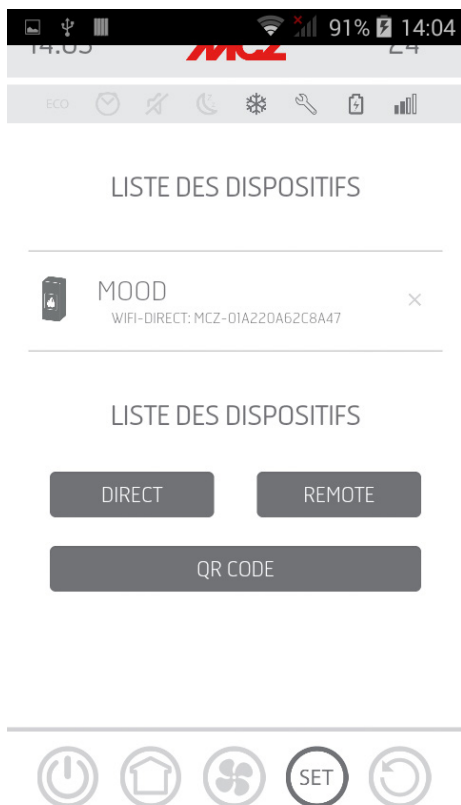 91% 14:04
MCZ
ECO
LISTE DES DISPOSITIFS
MOOD
WIFI-DIRECT: MCZ-01A220A62C8A47
LISTE DES DISPOSITIFS
DIRECT REMOTE
QR CODE
SET